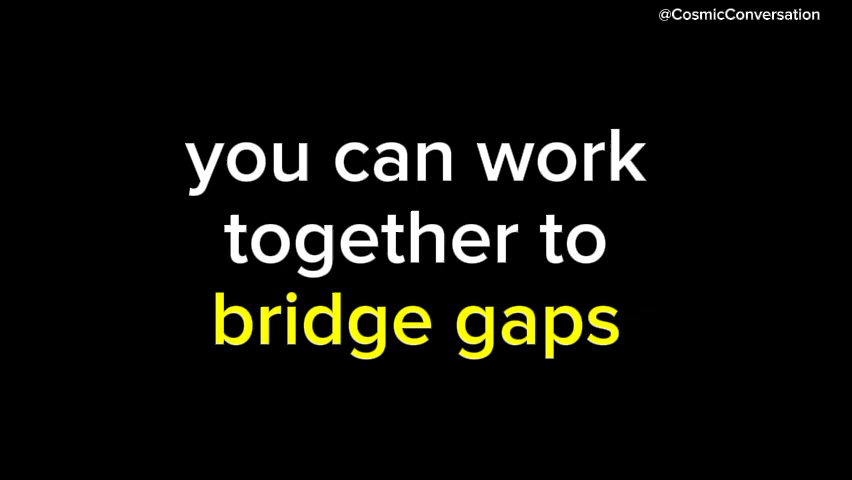 @CosmicConversation
you can work
together to
bridge gaps